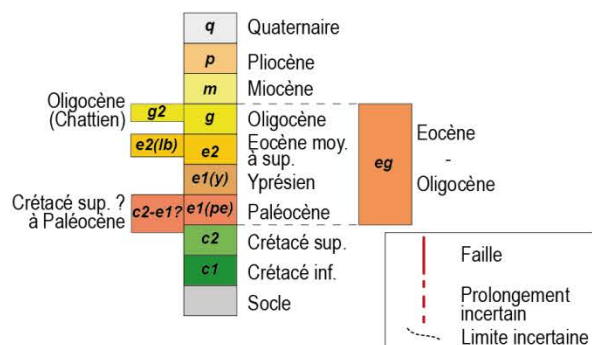 q Quaternaire
p Pliocène
m Miocène
Oligocène
(Chattien)
g2 g Oligocène
e2(lb) e2 Eocène moy.
à sup.
e1(y) Yprésien
Crétacé sup. ?
à Paléocène
c2-e1? e1(pe) Paléocène
c2 Crétacé sup.
c1 Crétacé inf.
Socle
eg
Eocène
-
Oligocène
Faille
Prolongement
incertain
Limite incertaine